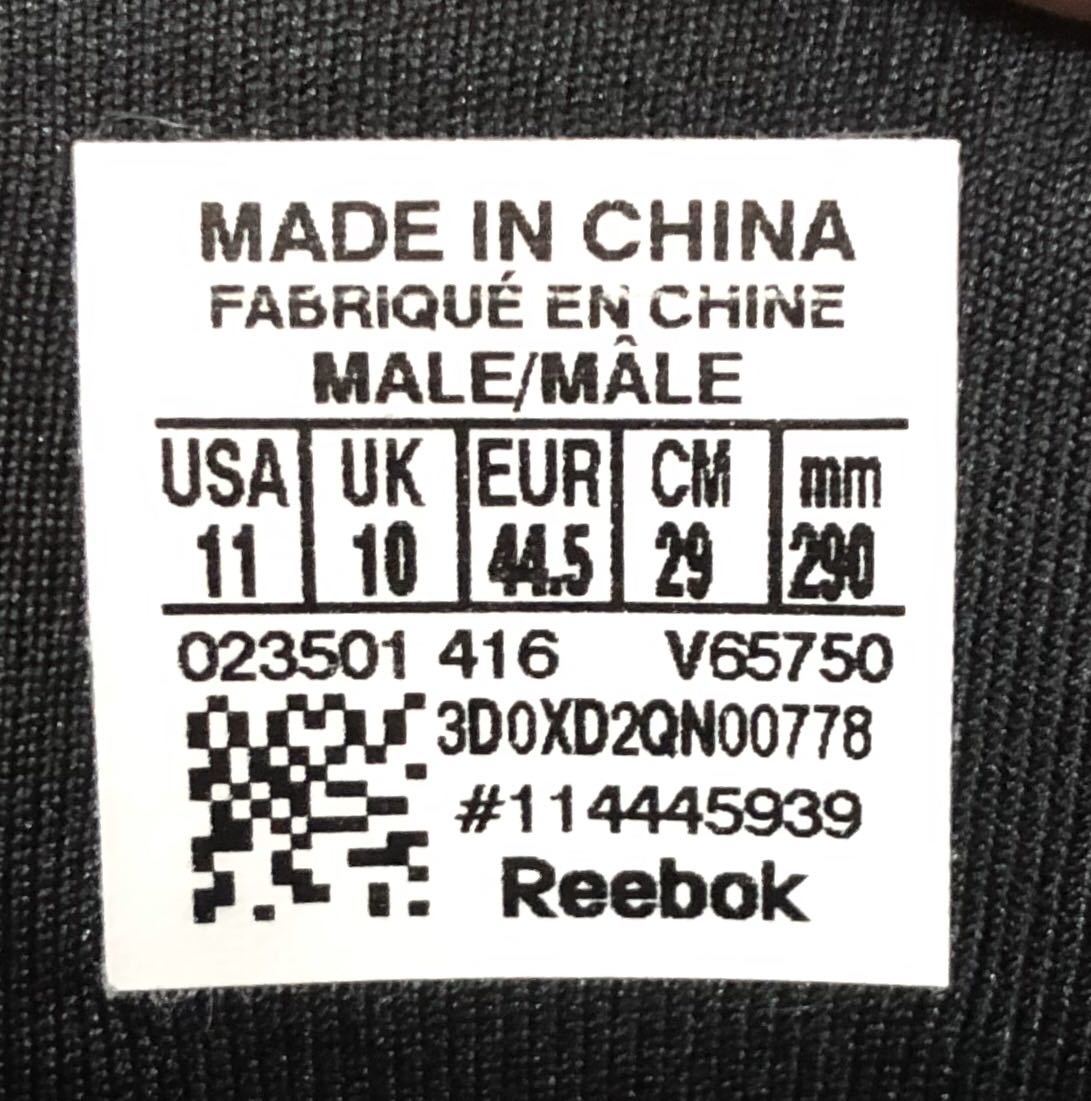 MADE IN CHINA
FABRIQUÉ EN CHINE
MALE/MÂLE
USA UK EUR CM mm
11 10 44.5 29 290
023501 416 V65750
3D0XD2QN00778
#114445939
Reebok